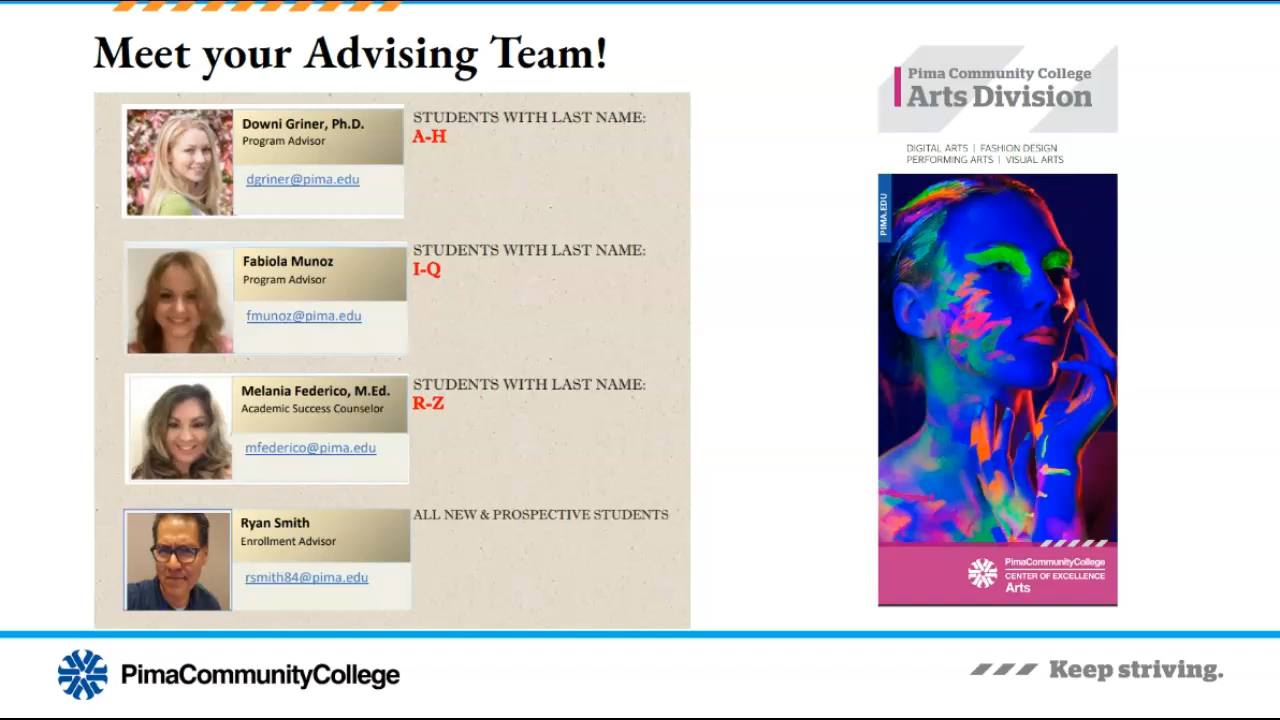 Meet your Advising Team!
Downi Griner, Ph.D.
Program Advisor
dgriner@pima.edu
STUDENTS WITH LAST NAME:
A-H
Fabiola Munoz
Program Advisor
fmunoz@pima.edu
STUDENTS WITH LAST NAME:
I-Q
Melania Federico, M.Ed.
Academic Success Counselor
mfederico@pima.edu
STUDENTS WITH LAST NAME:
R-Z
Ryan Smith
Enrollment Advisor
rsmith84@pima.edu
ALL NEW & PROSPECTIVE STUDENTS
Pima Community College
Arts Division
DIGITAL ARTS | FASHION DESIGN
PERFORMING ARTS | VISUAL ARTS
PIMA.EDU
PimaCommunityCollege
CENTER OF EXCELLENCE
Arts
PimaCommunityCollege
Keep striving.